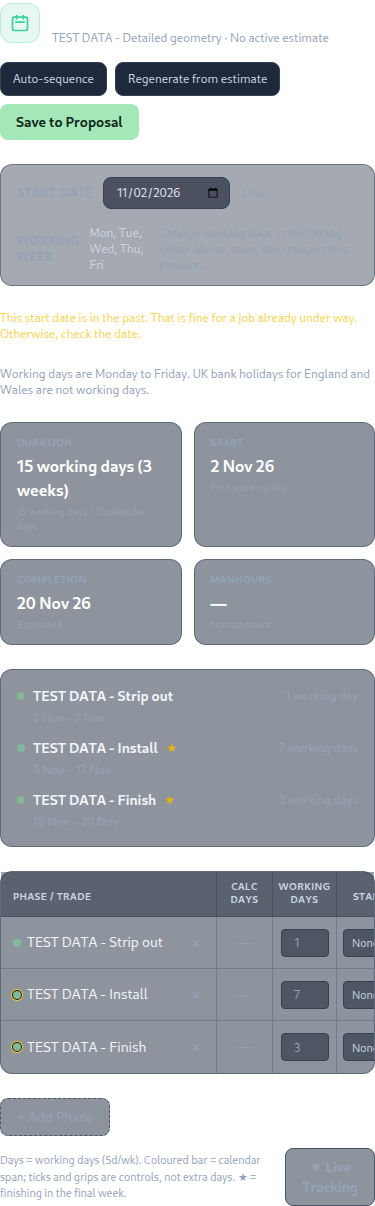 TEST DATA - Detailed geometry · No active estimate
Auto-sequence
Regenerate from estimate
Save to Proposal
START DATE
11/02/2026
WORKING
WEEK
Mon, Tue,
Wed, Thu,
Fri
Change working days in the timing
editor above, save, then reopen this
planner.
This start date is in the past. That is fine for a job already under way.
Otherwise, check the date.
Working days are Monday to Friday. UK bank holidays for England and
Wales are not working days.
DURATION
15 working days (3
weeks)
15 working days / 19 calendar
days
START
2 Nov 26
First working day
COMPLETION
20 Nov 26
Estimated
MANHOURS
—
No manhours
TEST DATA - Strip out
1 working day
2 Nov – 2 Nov
TEST DATA - Install ★
7 working days
9 Nov – 17 Nov
TEST DATA - Finish ★
3 working days
18 Nov – 20 Nov
PHASE / TRADE
CALC
DAYS
WORKING
DAYS
STA
TEST DATA - Strip out × — 1 Non
TEST DATA - Install × — 7 Non
TEST DATA - Finish × — 3 Non
+ Add Phase
Days = working days (5d/wk). Coloured bar = calendar
span; ticks and grips are controls, not extra days. ★ =
finishing in the final week.
▼ Live
Tracking